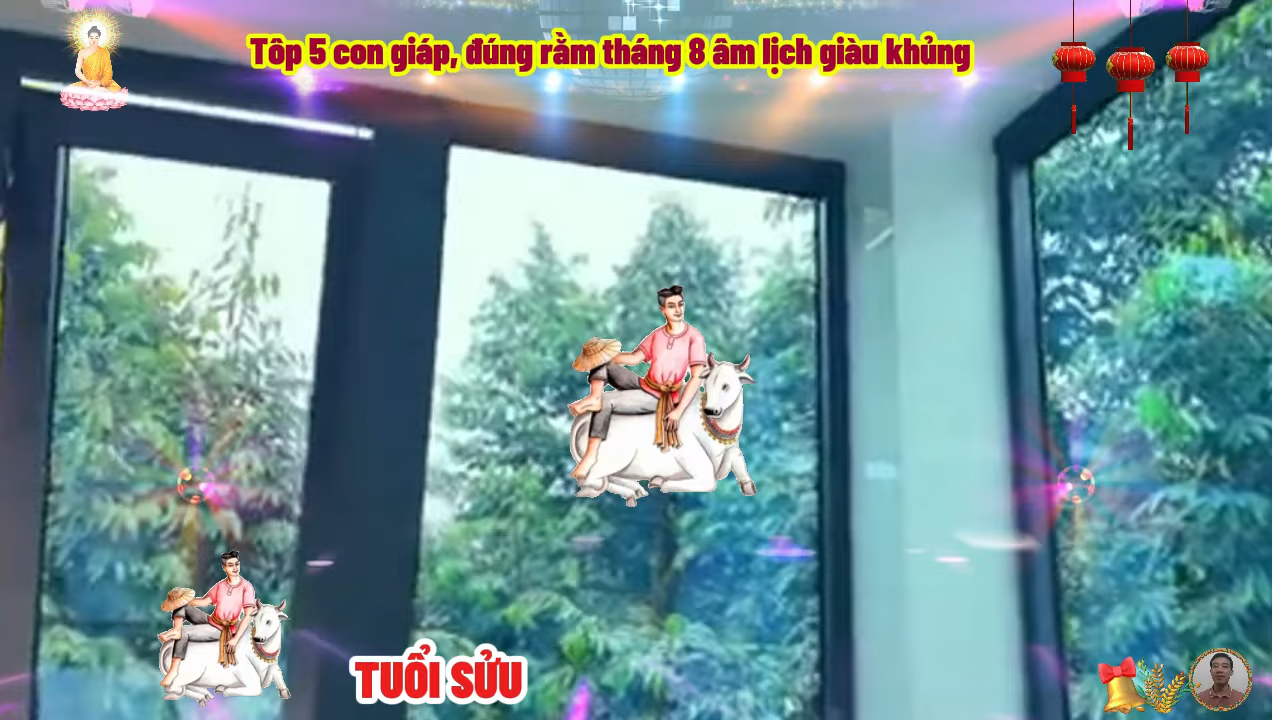 Tôp 5 con giáp, đúng rằm tháng 8 âm lịch giàu khủng
TUỔI SỬU